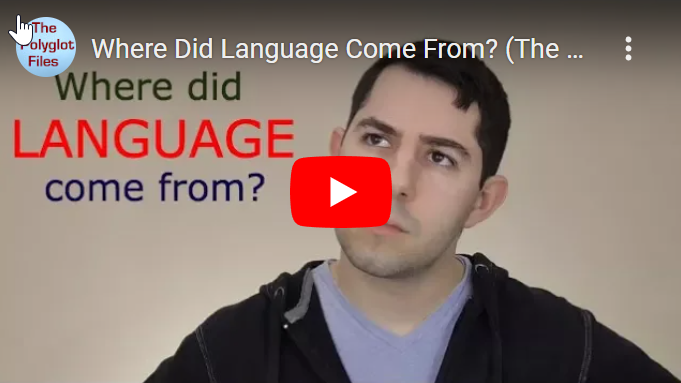 The
Polyglot
Files
Where Did Language Come From? (The ...
Where did
LANGUAGE
come from?